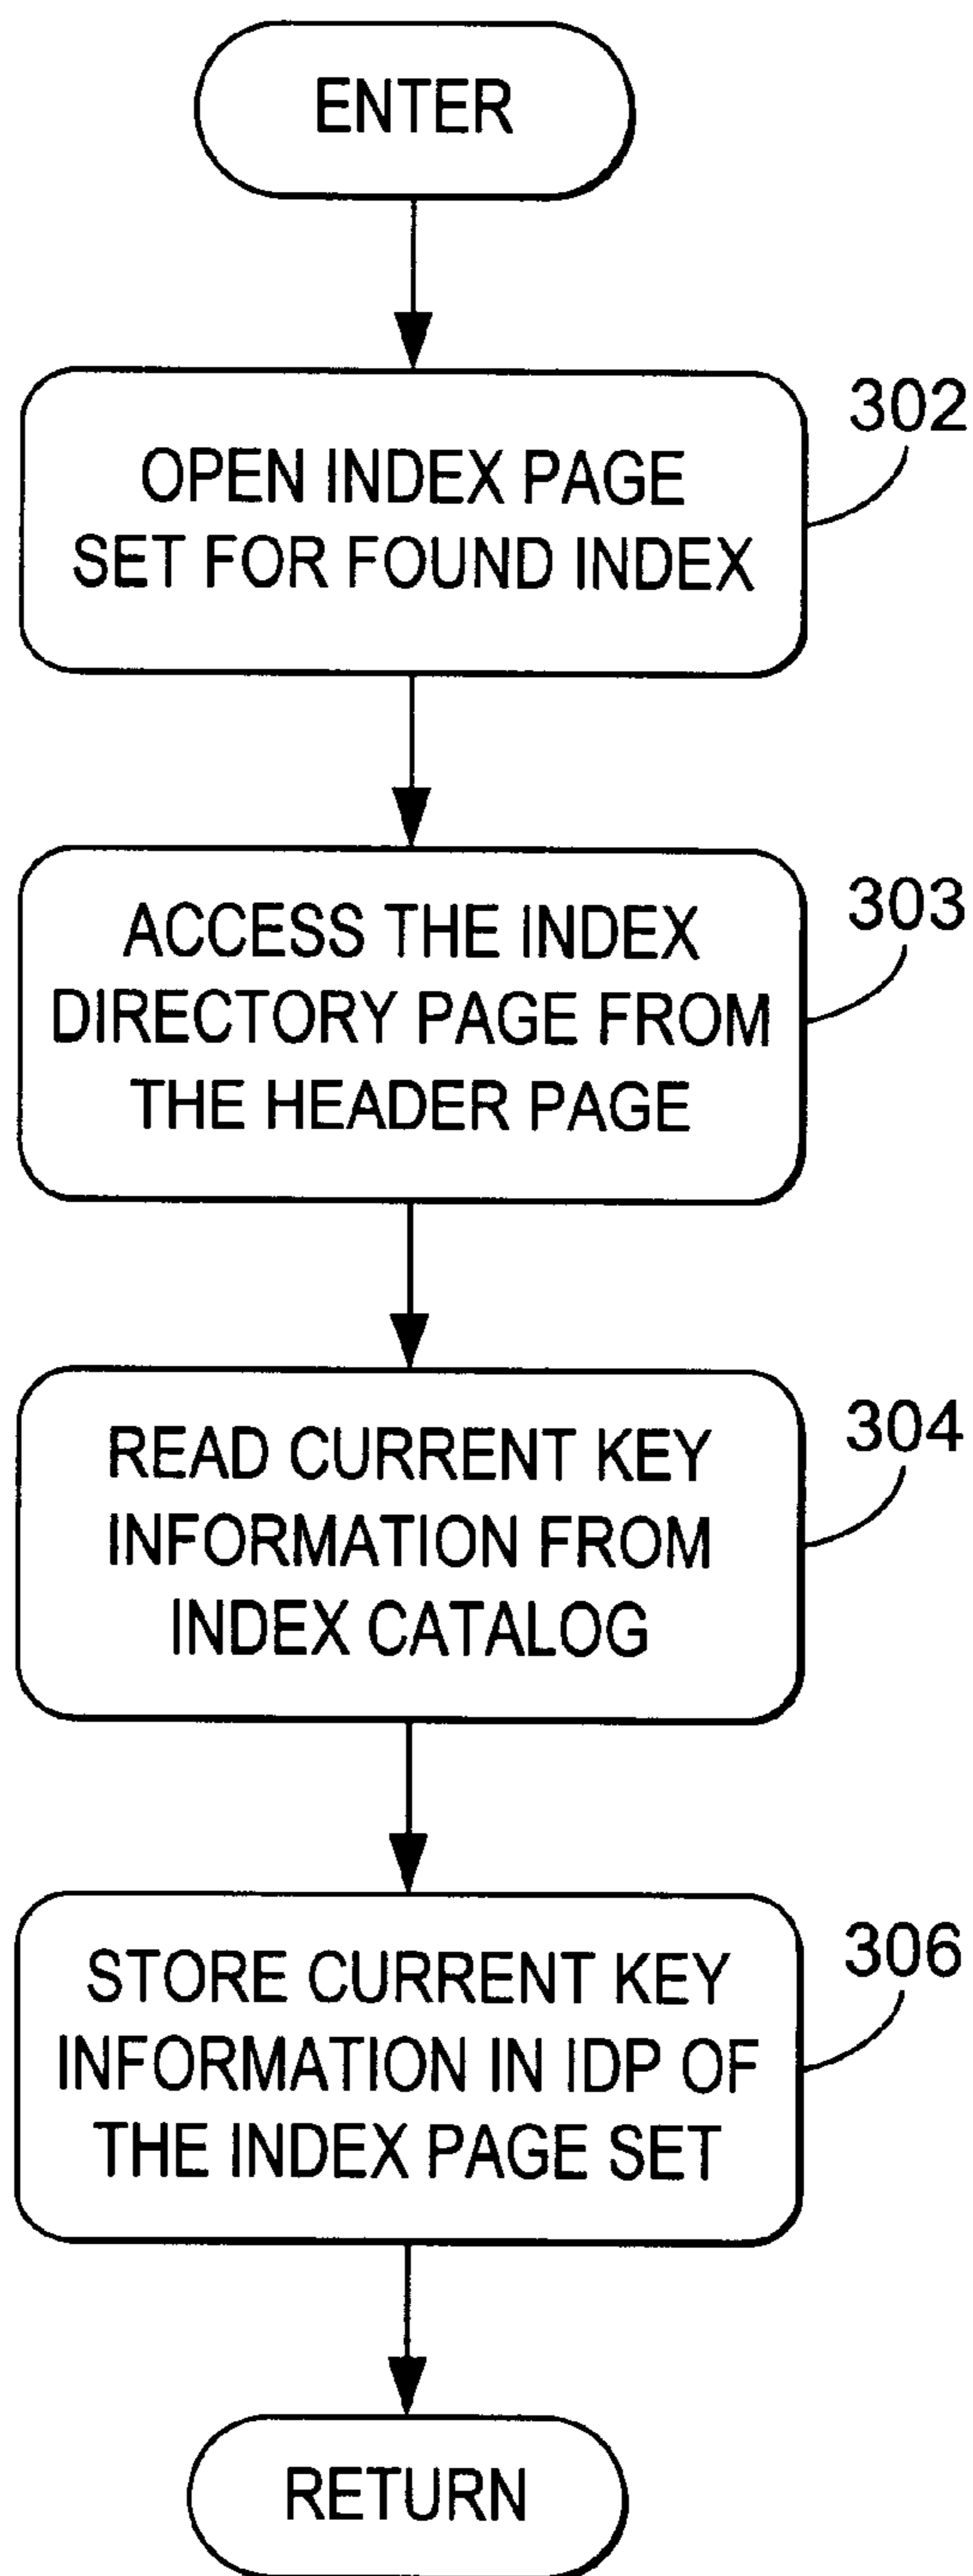 ENTER
302
OPEN INDEX PAGE
SET FOR FOUND INDEX
303
ACCESS THE INDEX
DIRECTORY PAGE FROM
THE HEADER PAGE
304
READ CURRENT KEY
INFORMATION FROM
INDEX CATALOG
306
STORE CURRENT KEY
INFORMATION IN IDP OF
THE INDEX PAGE SET
RETURN